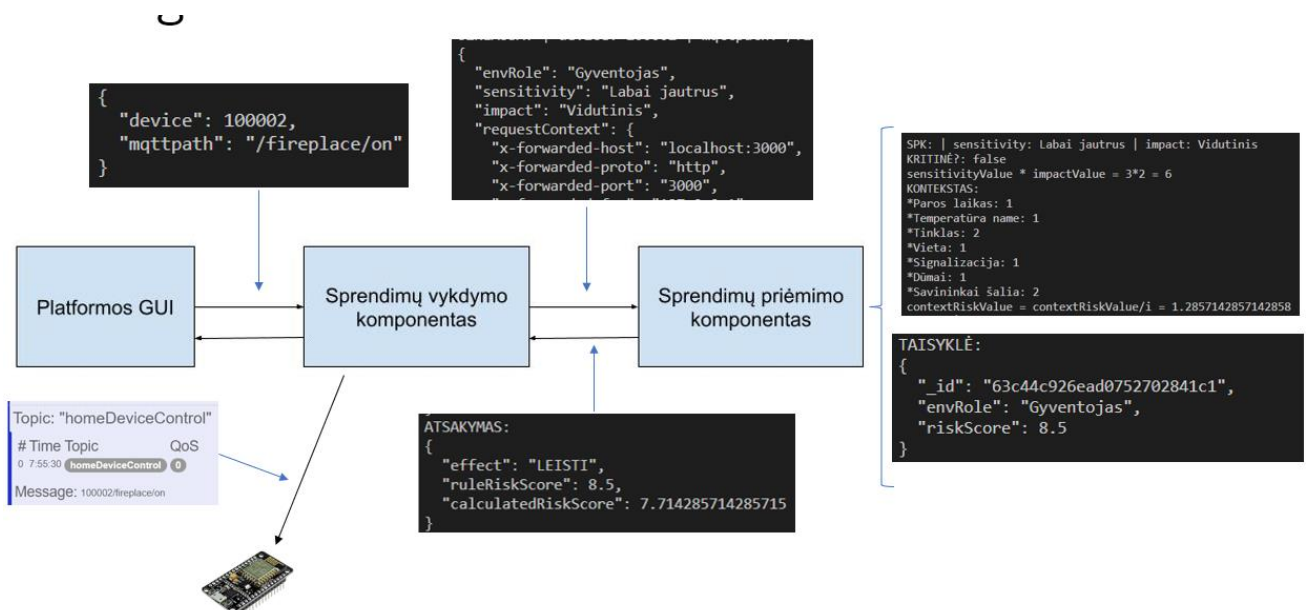 {
"device": 100002,
"mqttpath": "/fireplace/on"
}
{
"envRole": "Gyventojas",
"sensitivity": "Labai jautrus",
"impact": "Vidutinis",
"requestContext": {
"x-forwarded-host": "localhost:3000",
"x-forwarded-proto": "http",
"x-forwarded-port": "3000",
SPK: | sensitivity: Labai jautrus | impact: Vidutinis
KRITINĖ?: false
sensitivityValue * impactValue = 3*2 = 6
KONTEKSTAS:
*Paros laikas: 1
*Temperatūra name: 1
*Tinklas: 2
*Vieta: 1
*Signalizacija: 1
*Dūmai: 1
*Savininkai šalia: 2
contextRiskValue = contextRiskValue/i = 1.2857142857142858
Platformos GUI
Sprendimų vykdymo
komponentas
Sprendimų priėmimo
komponentas
TAISYKLĖ:
{
"_id": "63c44c926ead0752702841c1",
"envRole": "Gyventojas",
"riskScore": 8.5
}
Topic: "homeDeviceControl"
# Time Topic QoS
0 7:55:30 homeDeviceControl 0
Message: 100002/fireplace/on
ATSAKYMAS:
{
"effect": "LEISTI",
"ruleRiskScore": 8.5,
"calculatedRiskScore": 7.714285714285715
}